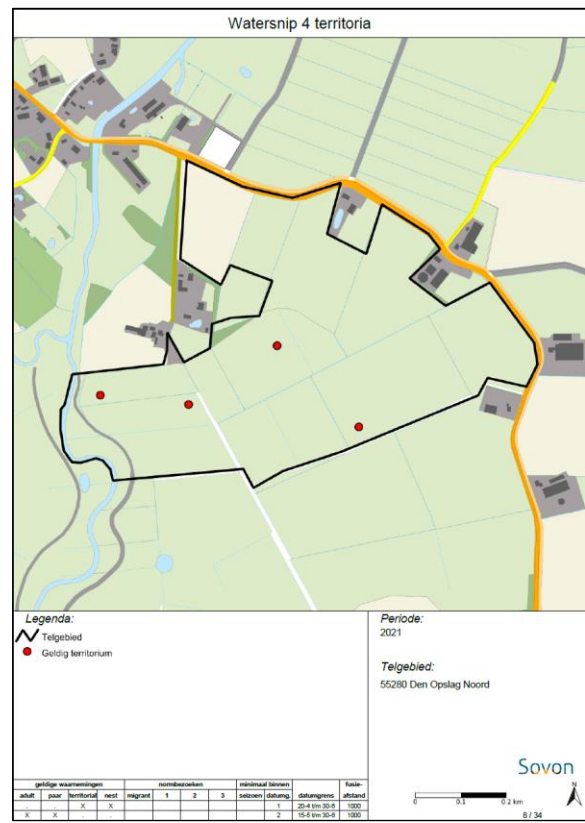 Watersnip 4 territoria
Legenda:
Telgebied
Geldig territorium
Periode:
2021
Telgebied:
55280 Den Opslag Noord
Sovon
0 0.1 0.2 km
8 / 34
geldige waarnemingen normbezoeken minimaal binnen fusie-
adult paar territorial nest migrant 1 2 3 seizoen datumg. datumgrens afstand
. . X X 1 20-4 t/m 30-6 1000
X X . . 2 15-5 t/m 30-6 1000